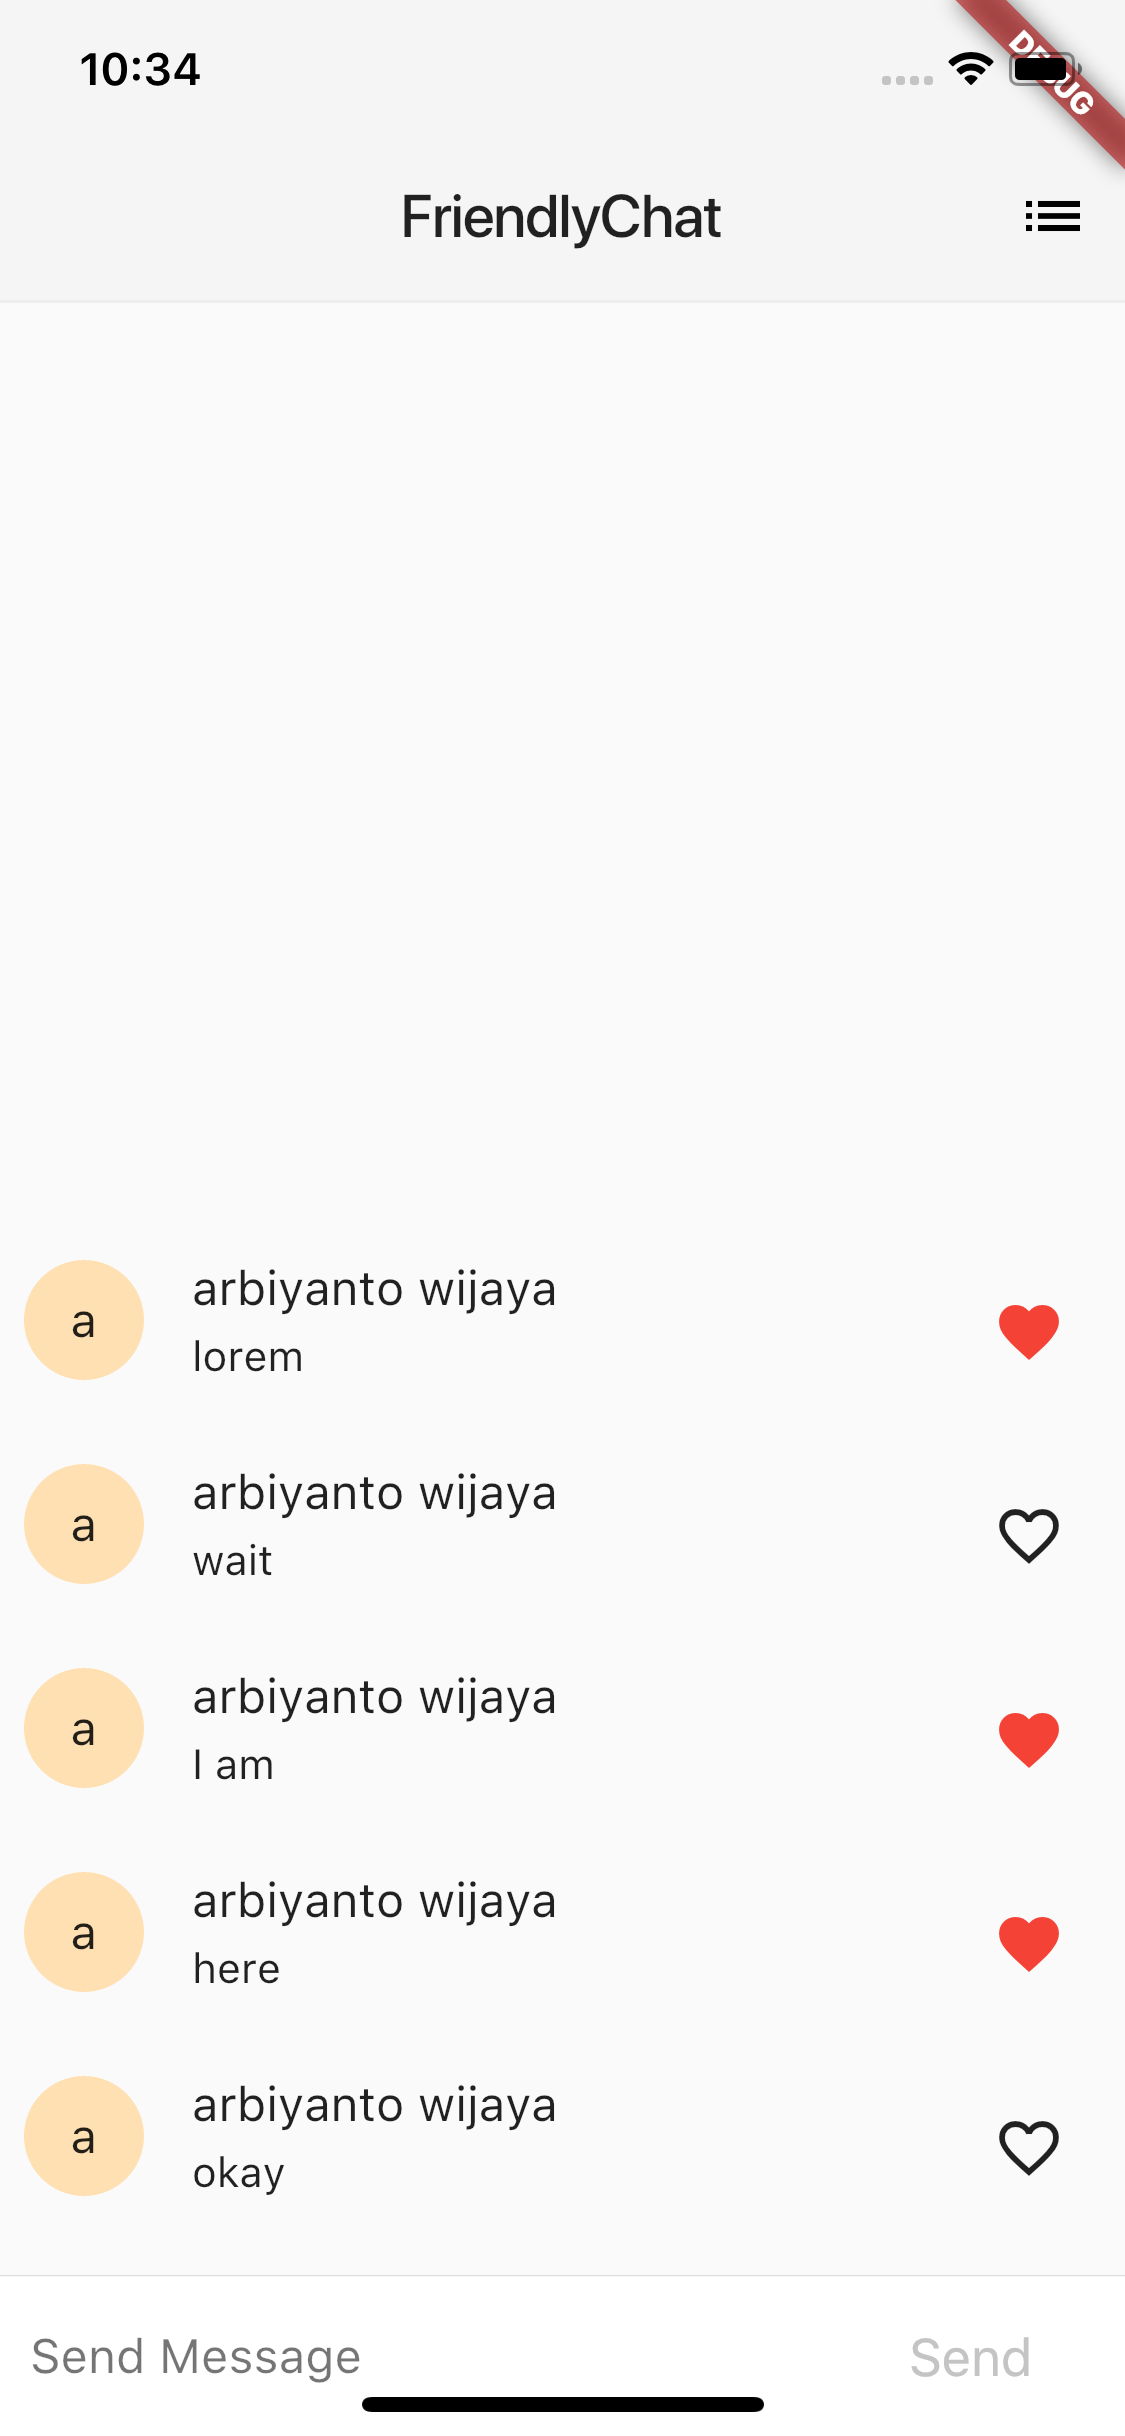 10:34
DEBUG
FriendlyChat
a
arbiyanto wijaya
lorem
a
arbiyanto wijaya
wait
a
arbiyanto wijaya
I am
a
arbiyanto wijaya
here
a
arbiyanto wijaya
okay
Send Message
Send